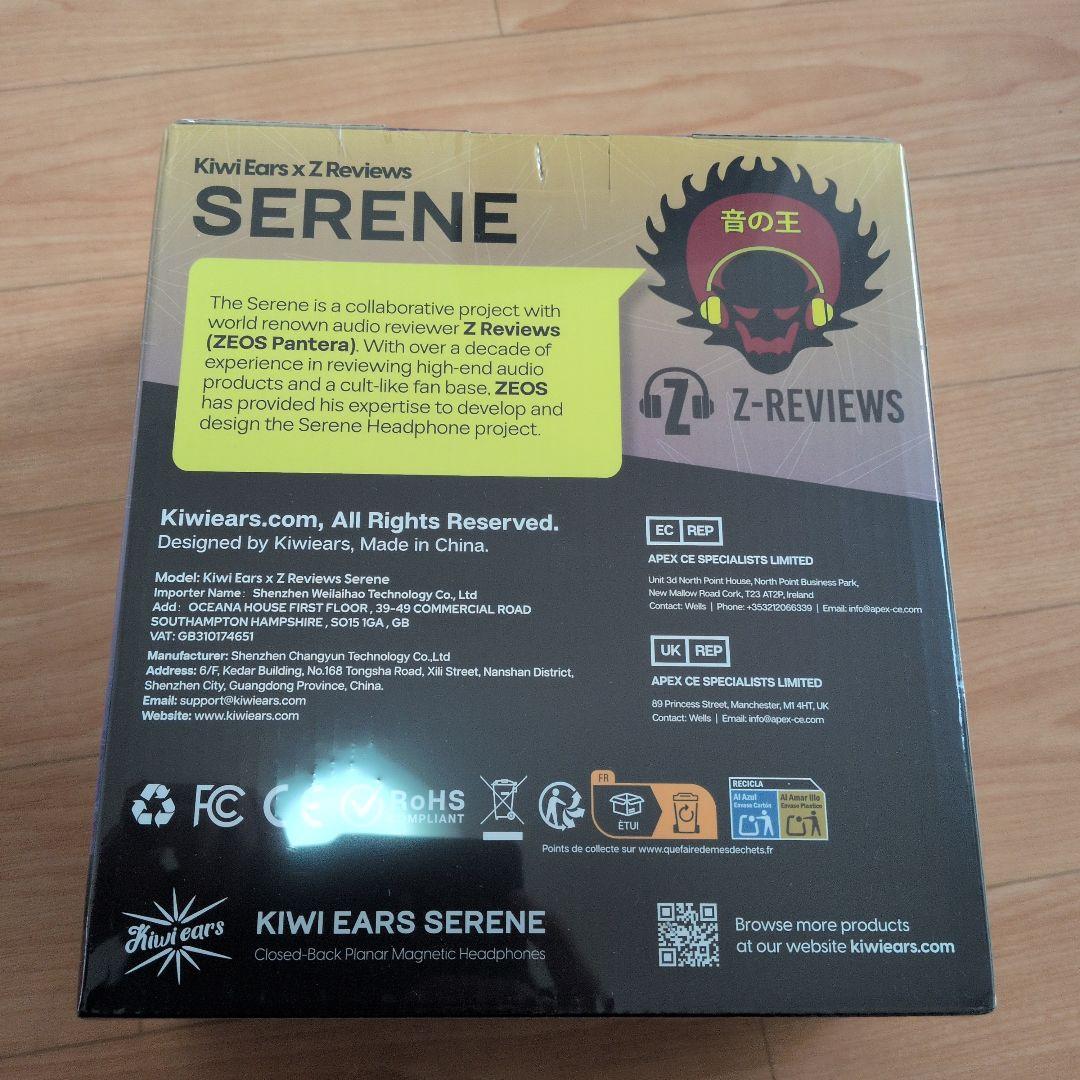 Kiwi Ears x Z Reviews
SERENE
音の王
The Serene is a collaborative project with
world renown audio reviewer Z Reviews
(ZEOS Pantera). With over a decade of
experience in reviewing high-end audio
products and a cult-like fan base, ZEOS
has provided his expertise to develop and
design the Serene Headphone project.
Z Z-REVIEWS
Kiwiears.com, All Rights Reserved.
Designed by Kiwiears, Made in China.
Model: Kiwi Ears x Z Reviews Serene
Importer Name: Shenzhen Weilaihao Technology Co., Ltd
Add: OCEANA HOUSE FIRST FLOOR , 39-49 COMMERCIAL ROAD
SOUTHAMPTON HAMPSHIRE , SO15 1GA , GB
VAT: GB310174651
Manufacturer: Shenzhen Changyun Technology Co.,Ltd
Address: 6/F, Kedar Building, No.168 Tongsha Road, Xili Street, Nanshan District,
Shenzhen City, Guangdong Province, China.
Email: support@kiwiears.com
Website: www.kiwiears.com
EC REP
APEX CE SPECIALISTS LIMITED
Unit 3d North Point House, North Point Business Park,
New Mallow Road Cork, T23 AT2P, Ireland
Contact: Wells | Phone: +353212066339 | Email: info@apex-ce.com
UK REP
APEX CE SPECIALISTS LIMITED
89 Princess Street, Manchester, M1 4HT, UK
Contact: Wells | Email: info@apex-ce.com
FC CE RoHS
COMPLIANT
FR
ÉTUI
RECICLA
Al Azul
Envase Cartón
Al Amarillo
Envase Plastico
Points de collecte sur www.quefairedemesdechets.fr
Kiwi ears
KIWI EARS SERENE
Closed-Back Planar Magnetic Headphones
Browse more products
at our website kiwiears.com